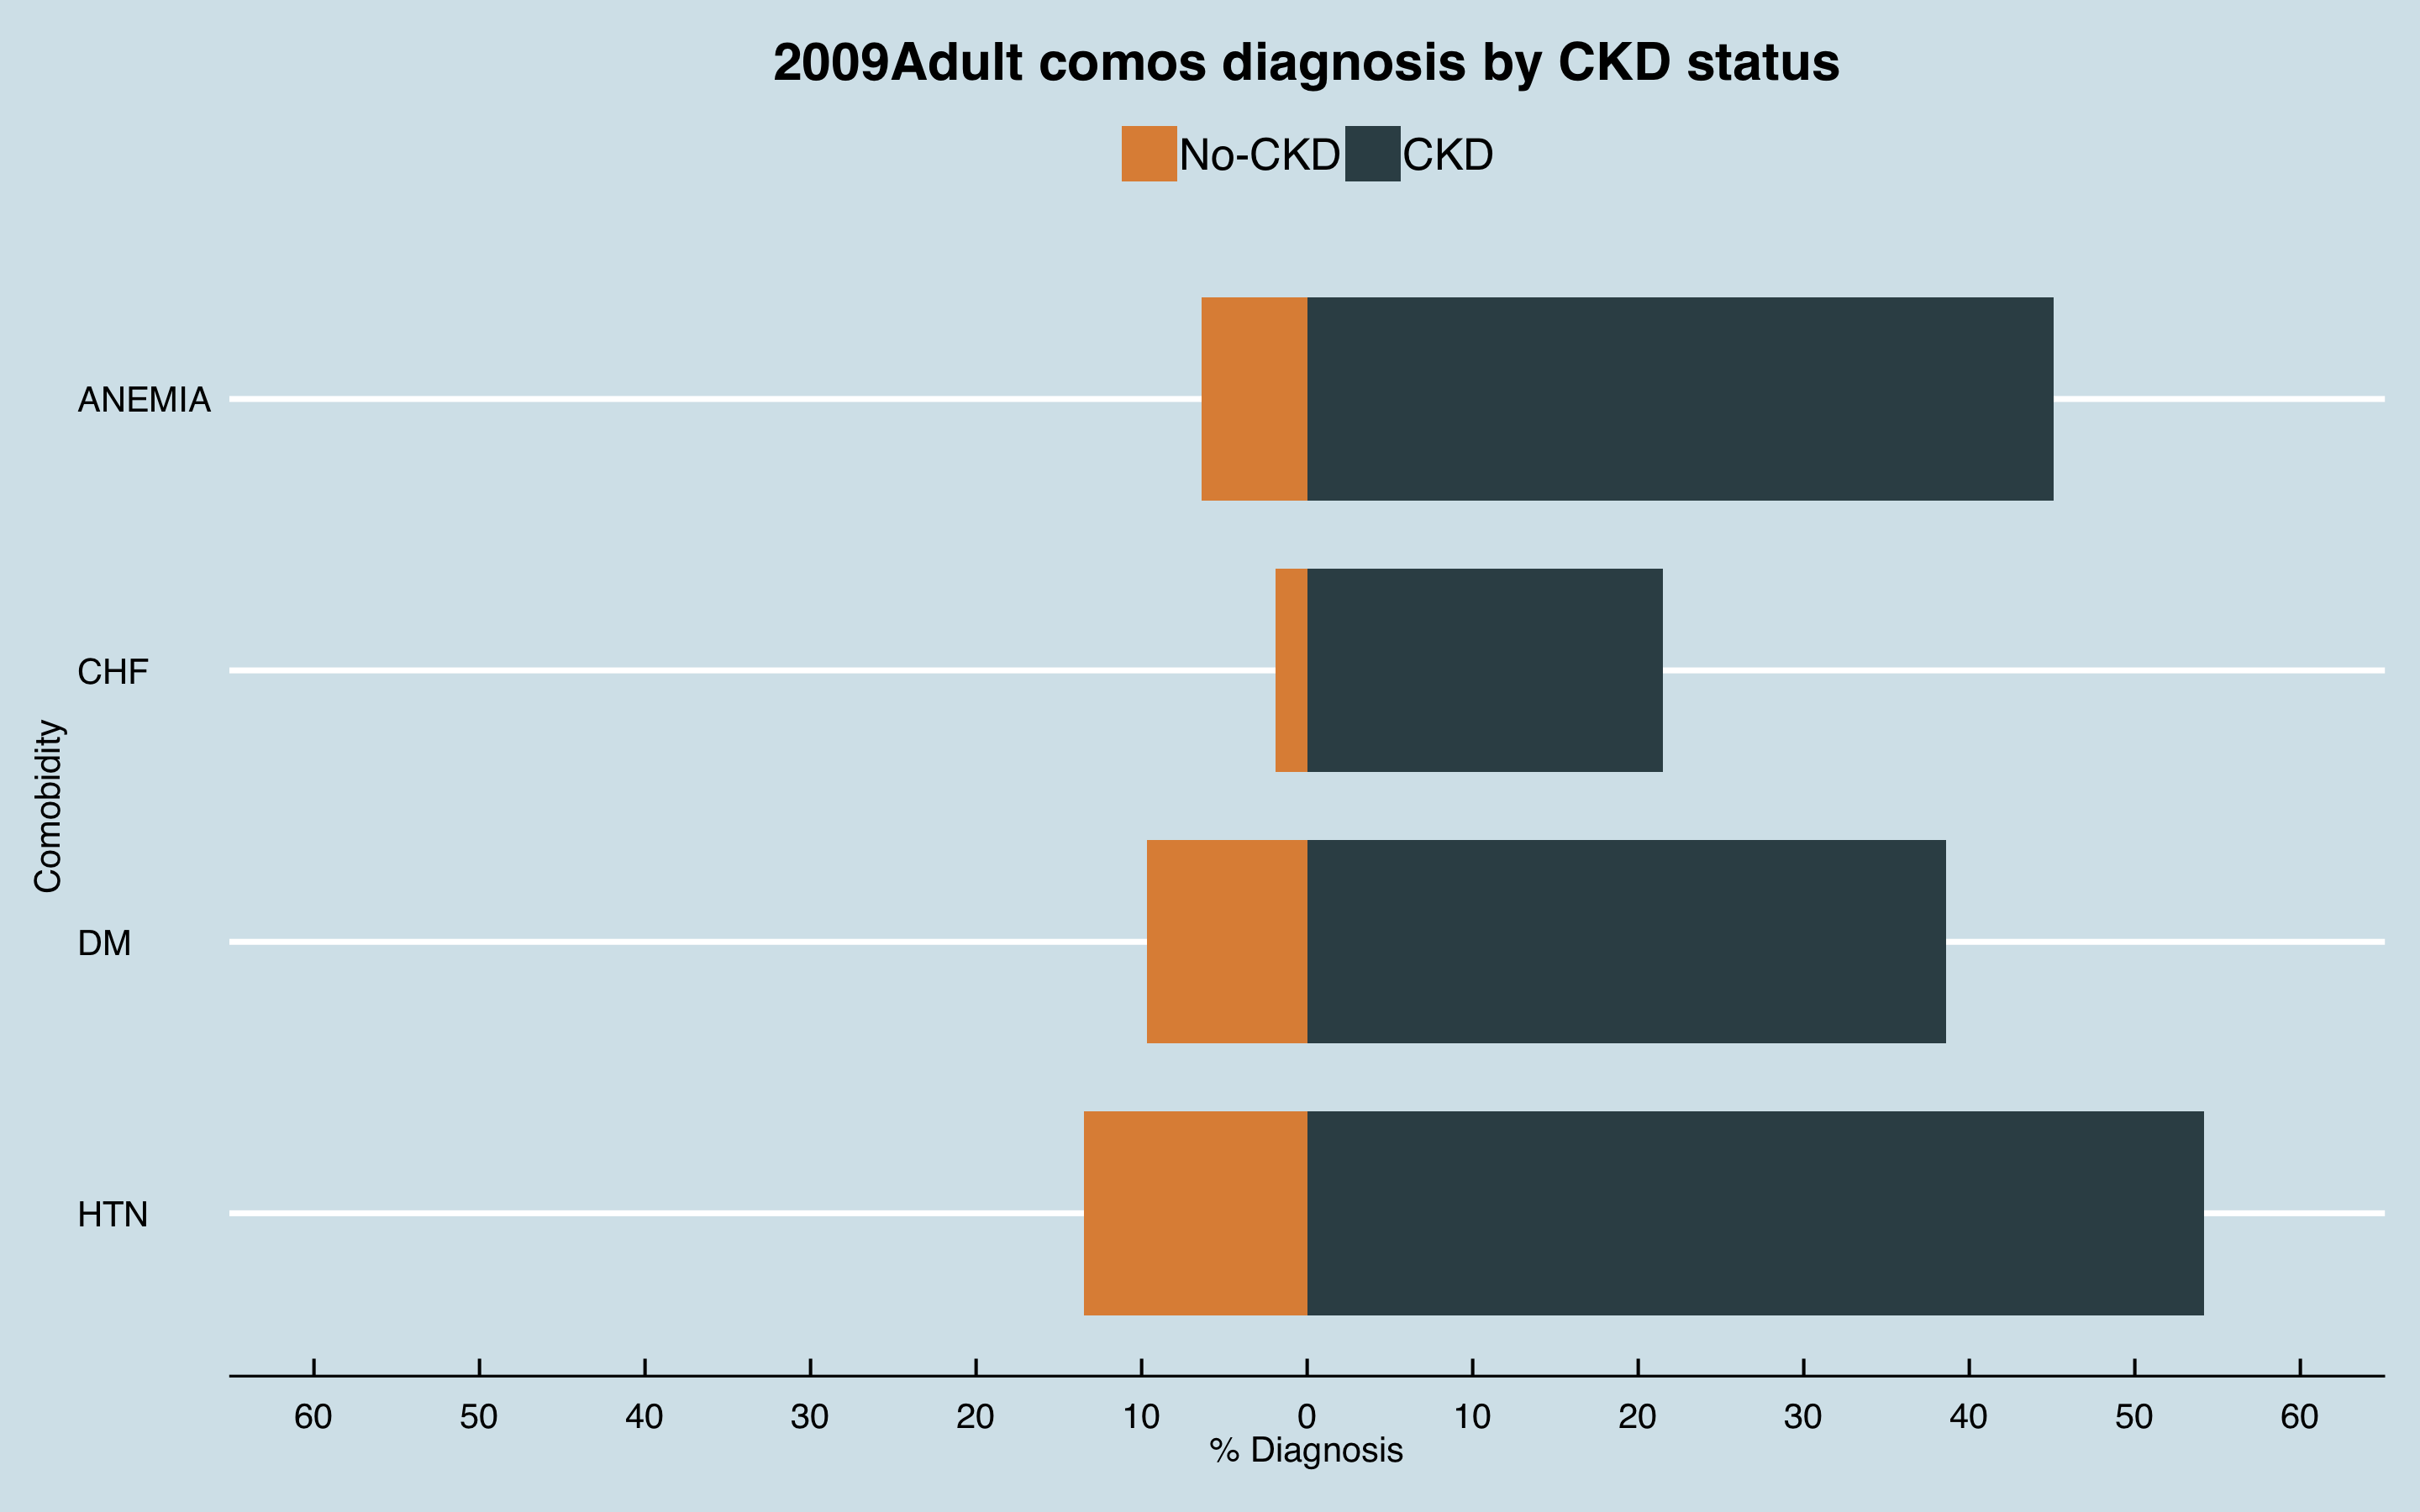 2009Adult comos diagnosis by CKD status
No-CKD CKD
ANEMIA
CHF
Comobidity
DM
HTN
60 50 40 30 20 10 0 10 20 30 40 50 60
% Diagnosis